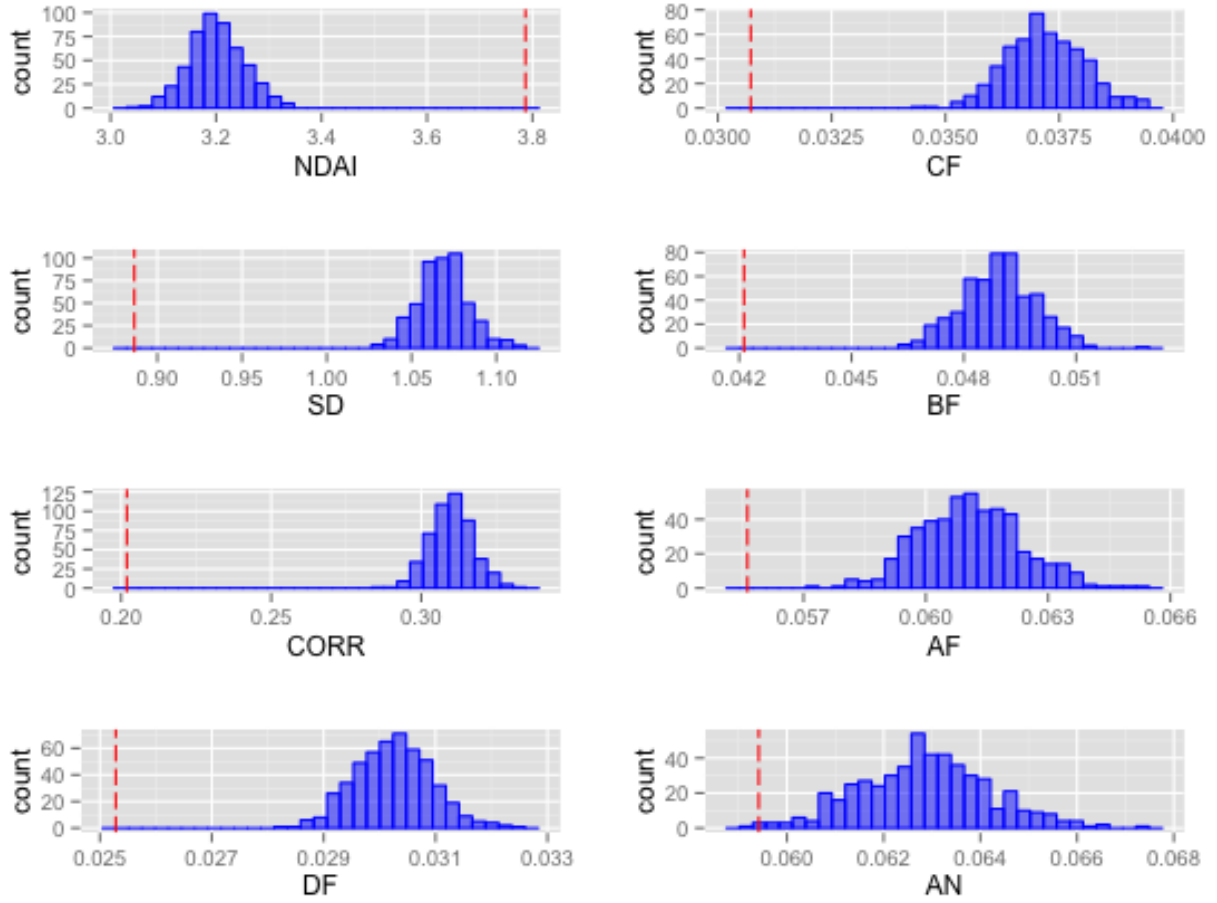 count
100
75
50
25
0
3.0 3.2 3.4 3.6 3.8
NDAI
count
80
60
40
20
0
0.0300 0.0325 0.0350 0.0375 0.0400
CF
count
100
75
50
25
0
0.90 0.95 1.00 1.05 1.10
SD
count
80
60
40
20
0
0.042 0.045 0.048 0.051
BF
count
125
100
75
50
25
0
0.20 0.25 0.30
CORR
count
40
20
0
0.057 0.060 0.063 0.066
AF
count
60
40
20
0
0.025 0.027 0.029 0.031 0.033
DF
count
40
20
0
0.060 0.062 0.064 0.066 0.068
AN